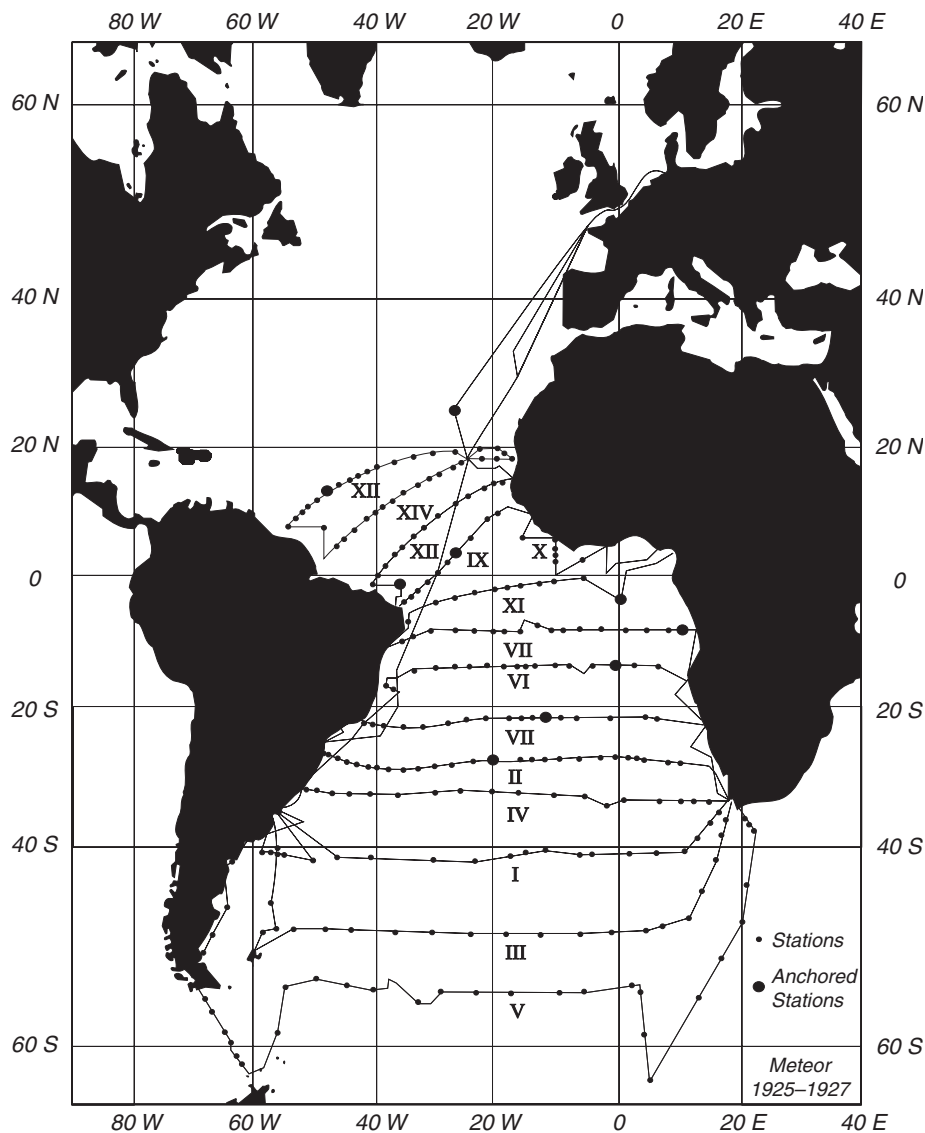 80 W 60 W 40 W 20 W 0 20 E 40 E
60 N 60 N
40 N 40 N
20 N 20 N
XII
XIV
XII IX X
0 0
XI
VII
VI
20 S 20 S
VII
II
IV
40 S 40 S
I
Stations
III
Anchored
Stations
V
60 S 60 S
Meteor
1925–1927
80 W 60 W 40 W 20 W 0 20 E 40 E